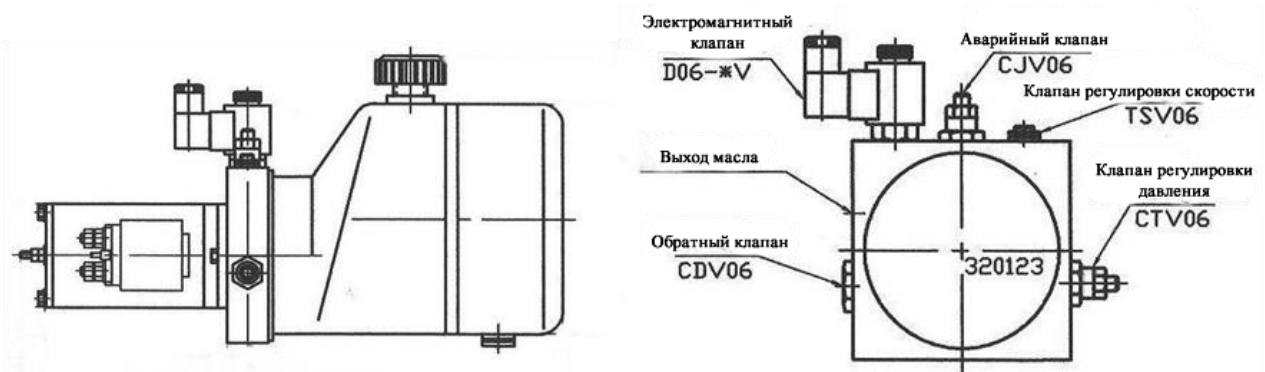 Электромагнитный
клапан
D06-*V
Аварийный клапан
CJV06
Клапан регулировки скорости
TSV06
Выход масла
Клапан регулировки
давления
CTV06
Обратный клапан
CDV06
320123